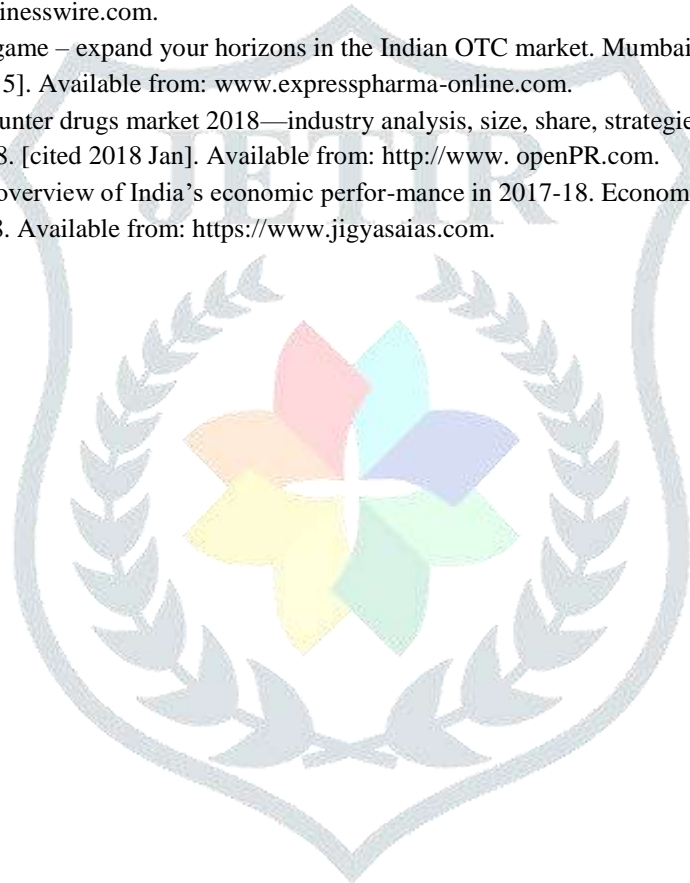 inesswire.com.
game – expand your horizons in the Indian OTC market. Mumbai
5]. Available from: www.expresspharma-online.com.
unter drugs market 2018—industry analysis, size, share, strategie
8. [cited 2018 Jan]. Available from: http://www. openPR.com.
overview of India’s economic perfor-mance in 2017-18. Econom
8. Available from: https://www.jigyasaias.com.
JETIR